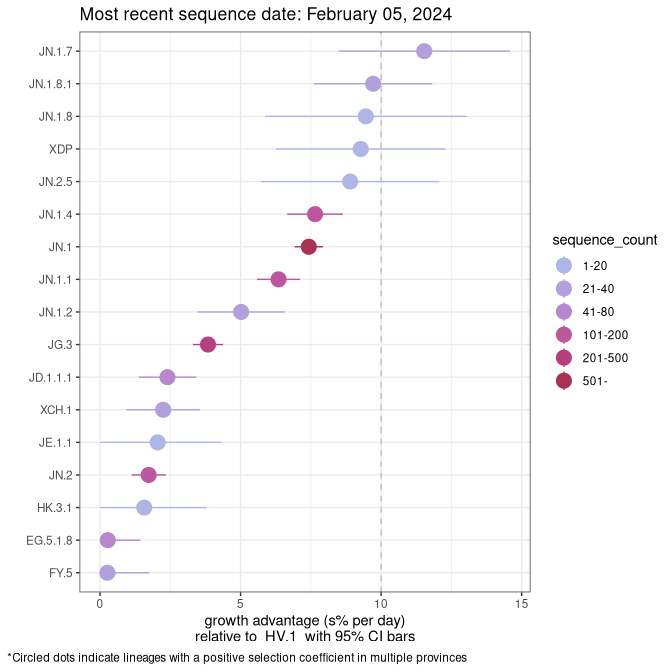 Most recent sequence date: February 05, 2024
JN.1.7
JN.1.8.1
JN.1.8
XDP
JN.2.5
JN.1.4
JN.1
JN.1.1
JN.1.2
JG.3
JD.1.1.1
XCH.1
JE.1.1
JN.2
HK.3.1
EG.5.1.8
FY.5
0 5 10 15
growth advantage (s% per day)
relative to HV.1 with 95% CI bars
sequence_count
1-20
21-40
41-80
101-200
201-500
501-
*Circled dots indicate lineages with a positive selection coefficient in multiple provinces